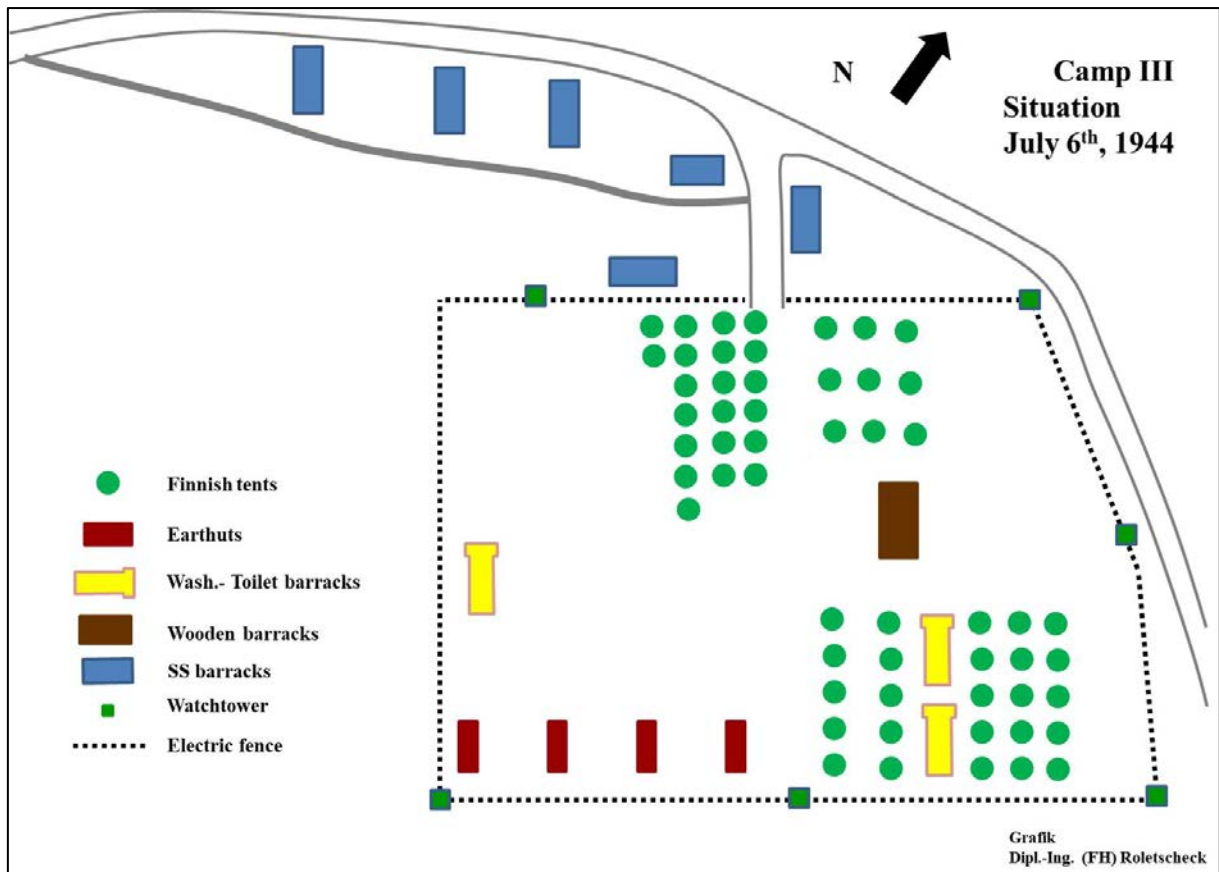 N
Camp III
Situation
July 6th, 1944
Finnish tents
Earthuts
Wash.- Toilet barracks
Wooden barracks
SS barracks
Watchtower
Electric fence
Grafik
Dipl.-Ing. (FH) Roletscheck